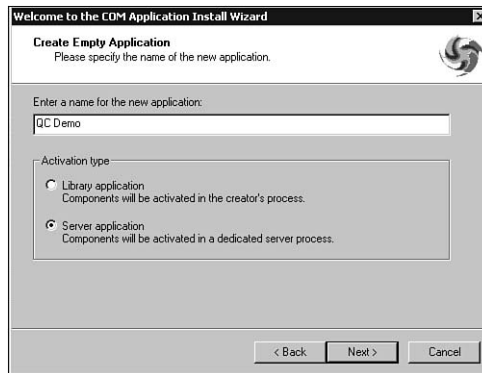 Welcome to the COM Application Install Wizard
Create Empty Application
Please specify the name of the new application.
Enter a name for the new application:
QC Demo
Activation type
Library application
Components will be activated in the creator's process.
Server application
Components will be activated in a dedicated server process.
< Back
Next >
Cancel